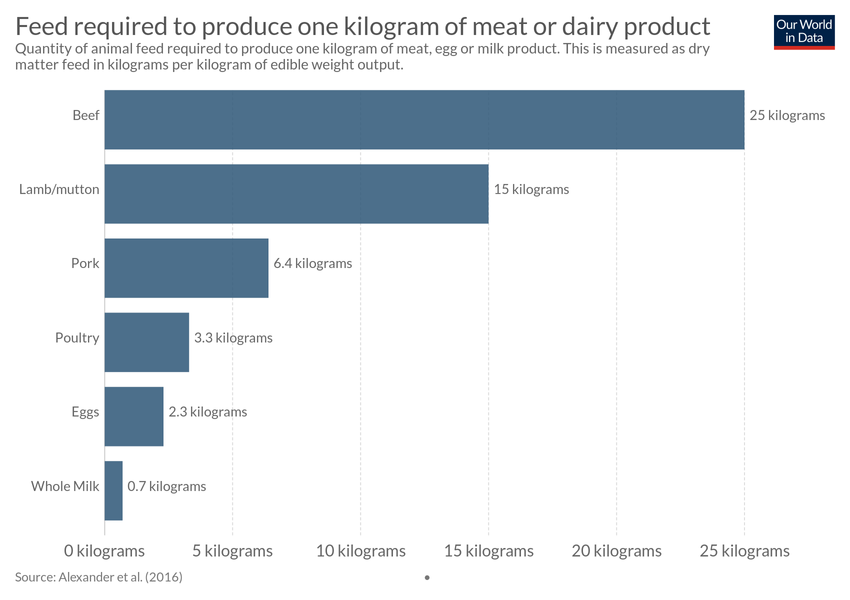 Feed required to produce one kilogram of meat or dairy product
Our World
in Data
Quantity of animal feed required to produce one kilogram of meat, egg or milk product. This is measured as dry
matter feed in kilograms per kilogram of edible weight output.
Beef
25 kilograms
Lamb/mutton
15 kilograms
Pork
6.4 kilograms
Poultry
3.3 kilograms
Eggs
2.3 kilograms
Whole Milk
0.7 kilograms
0 kilograms 5 kilograms 10 kilograms 15 kilograms 20 kilograms 25 kilograms
Source: Alexander et al. (2016) •